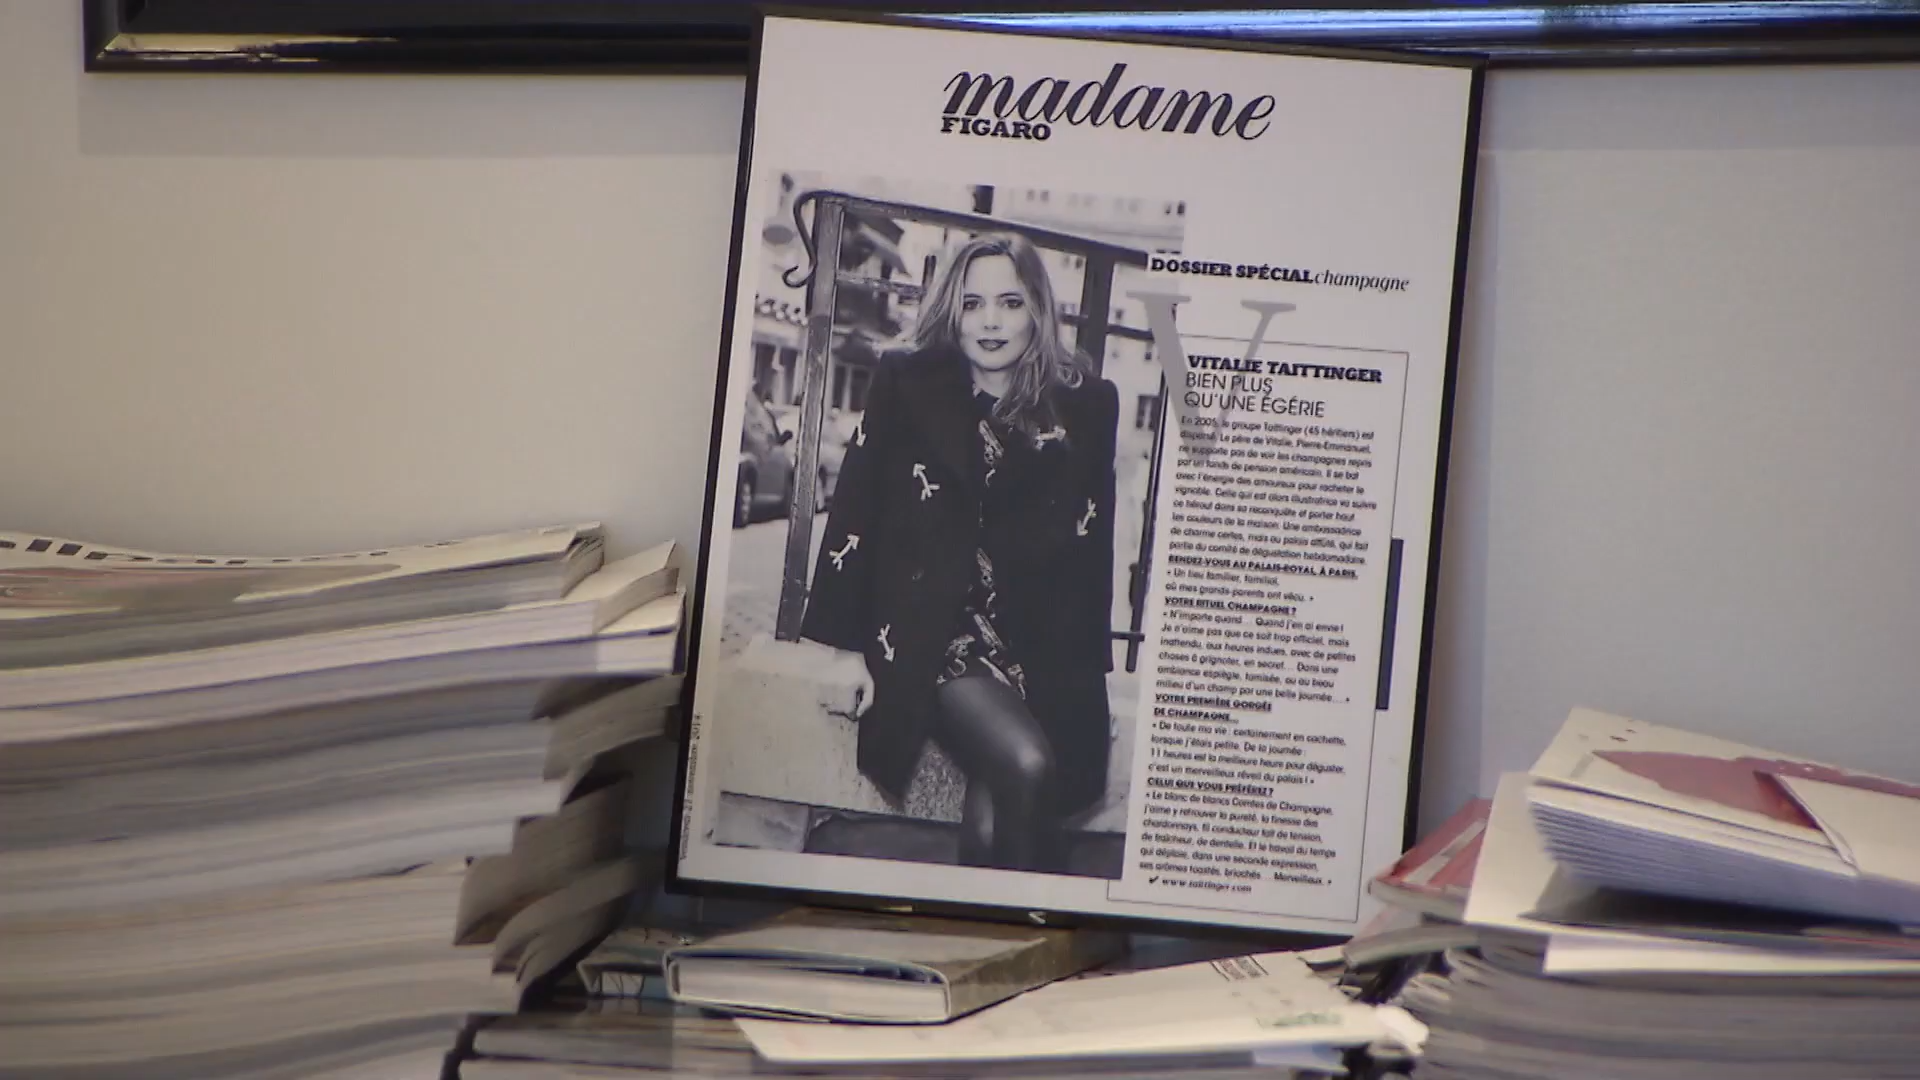 madame
FIGARO
DOSSIER SPÉCIAL champagne
V
VITALIE TAITTINGER
BIEN PLUS
QU'UNE ÉGÉRIE
En 2005, le groupe Taittinger (45 héritiers) est
dispersé. Le père de Vitalie, Pierre-Emmanuel,
ne supporte pas de voir les champagnes repris
par un fonds de pension américain. Il se bat
avec l'énergie des amoureux pour racheter le
vignoble. Celle qui est alors illustratrice va suivre
ce héraut dans sa reconquête et porter haut
les couleurs de la maison. Une ambassadrice
de charme certes, mais au palais affûté, qui fait
partie du comité de dégustation hebdomadaire.
RENDEZ-VOUS AU PALAIS-ROYAL, À PARIS.
« Un lieu familier, familial,
où mes grands-parents ont vécu. »
VOTRE RITUEL CHAMPAGNE ?
« N'importe quand... Quand j'en ai envie !
Je n'aime pas que ce soit trop officiel, mais
inattendu, aux heures indues, avec de petites
choses à grignoter, en secret... Dans une
ambiance espiègle, tamisée, ou au beau
milieu d'un champ par une belle journée... »
VOTRE PREMIÈRE GORGÉE
DE CHAMPAGNE...
« De toute ma vie : certainement en cachette,
lorsque j'étais petite. De la journée :
11 heures est la meilleure heure pour déguster,
c'est un merveilleux réveil du palais ! »
CELUI QUE VOUS PRÉFÉREZ ?
« Le blanc de blancs Comtes de Champagne,
j'aime y retrouver la pureté, la finesse des
chardonnays, fil conducteur fait de tension,
de fraîcheur, de dentelle. Et le travail du temps
qui déploie, dans une seconde expression,
ses arômes toastés, briochés... Merveilleux. »
www.taittinger.com
novembre 2014